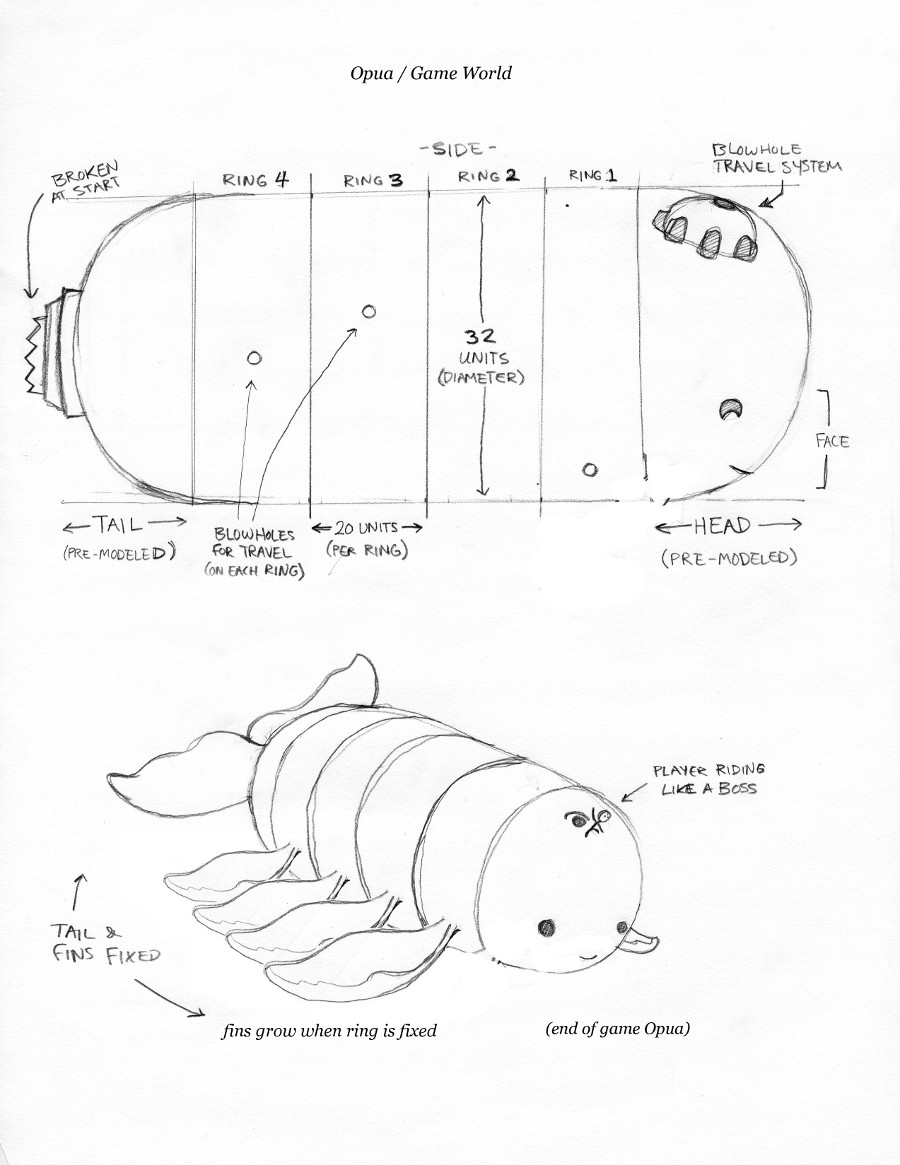 Opua / Game World
-SIDE-
BLOWHOLE
TRAVEL SYSTEM
BROKEN
AT START
RING 4
RING 3
RING 2
RING 1
32
UNITS
(DIAMETER)
FACE
TAIL
(PRE-MODELED)
BLOWHOLES
FOR TRAVEL
(ON EACH RING)
20 UNITS
(PER RING)
HEAD
(PRE-MODELED)
PLAYER RIDING
LIKE A BOSS
TAIL &
FINS FIXED
fins grow when ring is fixed
(end of game Opua)